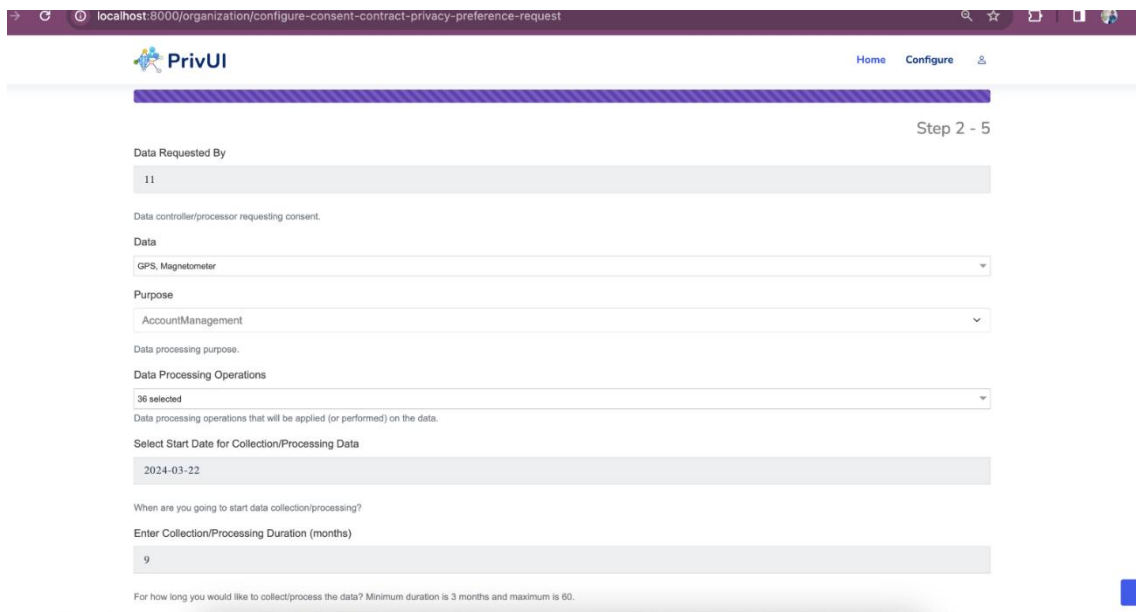 localhost:8000/organization/configure-consent-contract-privacy-preference-request
PrivUI
Home Configure
Step 2 - 5
Data Requested By
11
Data controller/processor requesting consent.
Data
GPS, Magnetometer
Purpose
AccountManagement
Data processing purpose.
Data Processing Operations
36 selected
Data processing operations that will be applied (or performed) on the data.
Select Start Date for Collection/Processing Data
2024-03-22
When are you going to start data collection/processing?
Enter Collection/Processing Duration (months)
9
For how long you would like to collect/process the data? Minimum duration is 3 months and maximum is 60.